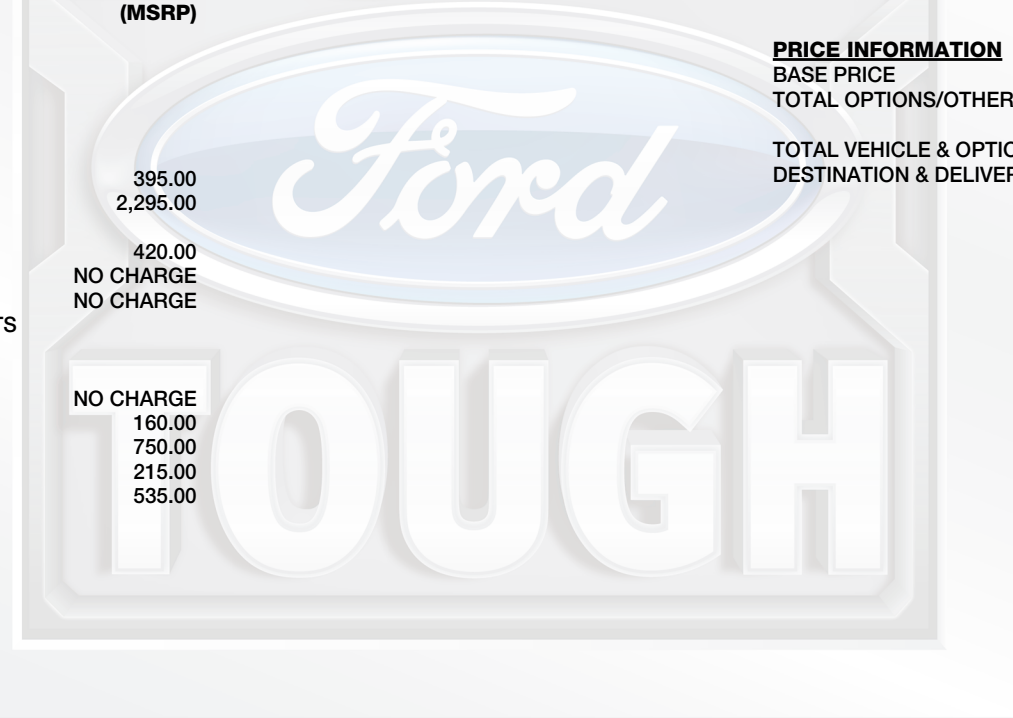 (MSRP)
395.00
2,295.00
420.00
NO CHARGE
NO CHARGE
TS
NO CHARGE
160.00
750.00
215.00
535.00
PRICE INFORMATION
BASE PRICE
TOTAL OPTIONS/OTHER
TOTAL VEHICLE & OPTIO
DESTINATION & DELIVER
Ford
TOUGH